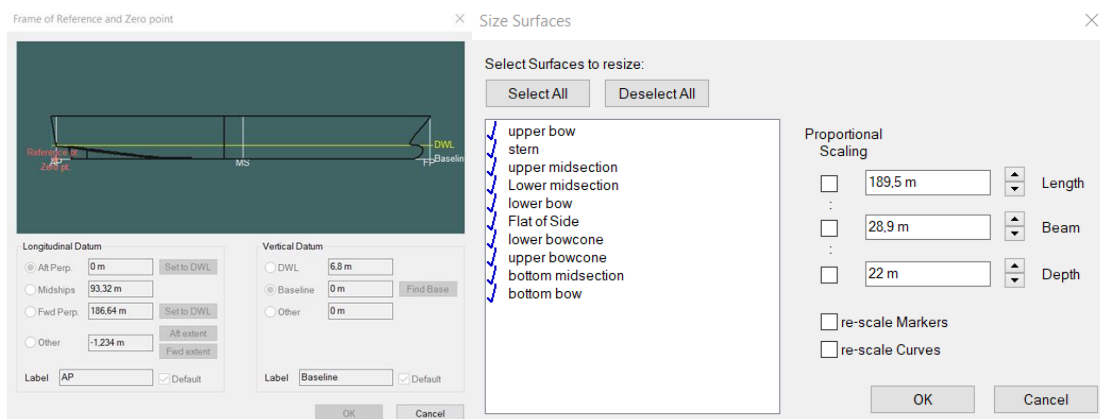 Frame of Reference and Zero point
DWL
Reference pt.
AP
Zero pt.
MS
FP
Baselin
Longitudinal Datum
Aft Perp. 0 m Set to DWL
Midships 93,32 m
Fwd Perp. 186,64 m Set to DWL
Aft extent
Other -1,234 m
Fwd extent
Label AP Default
Vertical Datum
DWL 6,8 m
Baseline 0 m Find Base
Other 0 m
Label Baseline Default
OK Cancel
Size Surfaces
Select Surfaces to resize:
Select All Deselect All
upper bow
stern
upper midsection
Lower midsection
lower bow
Flat of Side
lower bowcone
upper bowcone
bottom midsection
bottom bow
Proportional
Scaling
189,5 m Length
:
28,9 m Beam
:
22 m Depth
re-scale Markers
re-scale Curves
OK Cancel